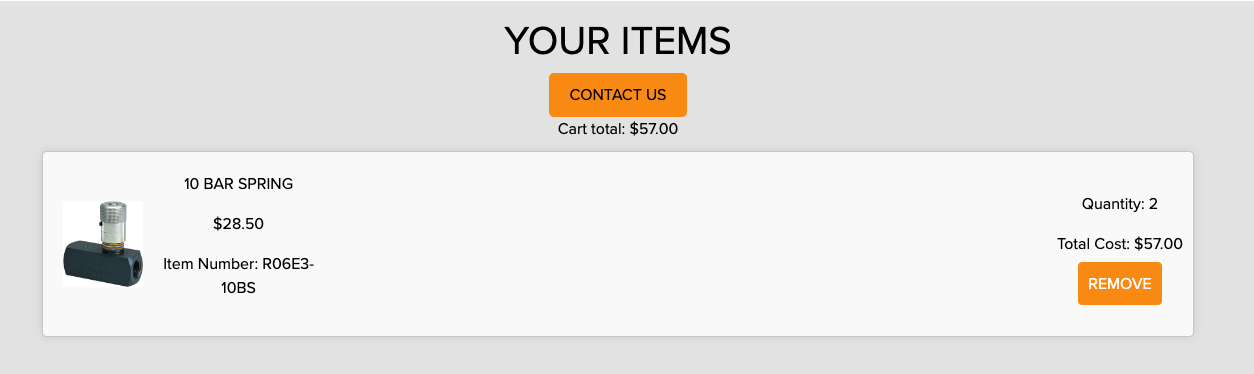 YOUR ITEMS
CONTACT US
Cart total: $57.00
10 BAR SPRING
$28.50
Item Number: R06E3-
10BS
Quantity: 2
Total Cost: $57.00
REMOVE